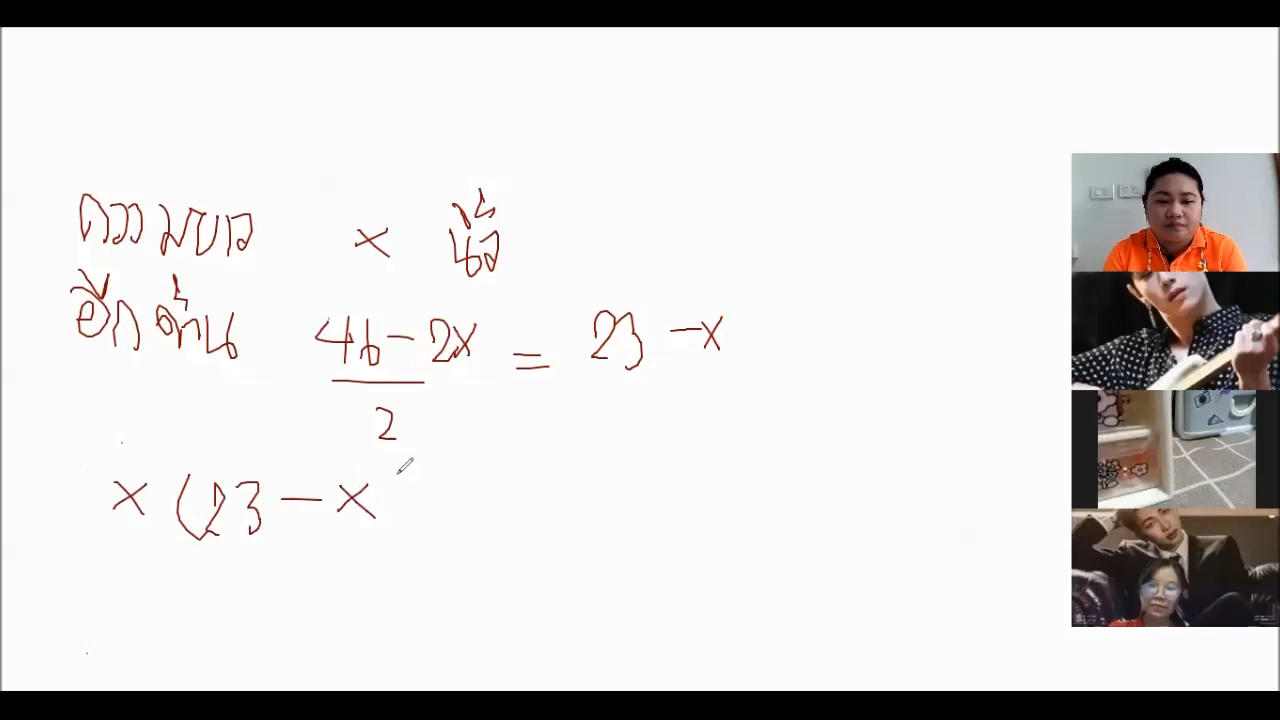 ความยาว x นิ้ว
อีกด้าน 46 - 2x = 23 - x
2
x (23 - x